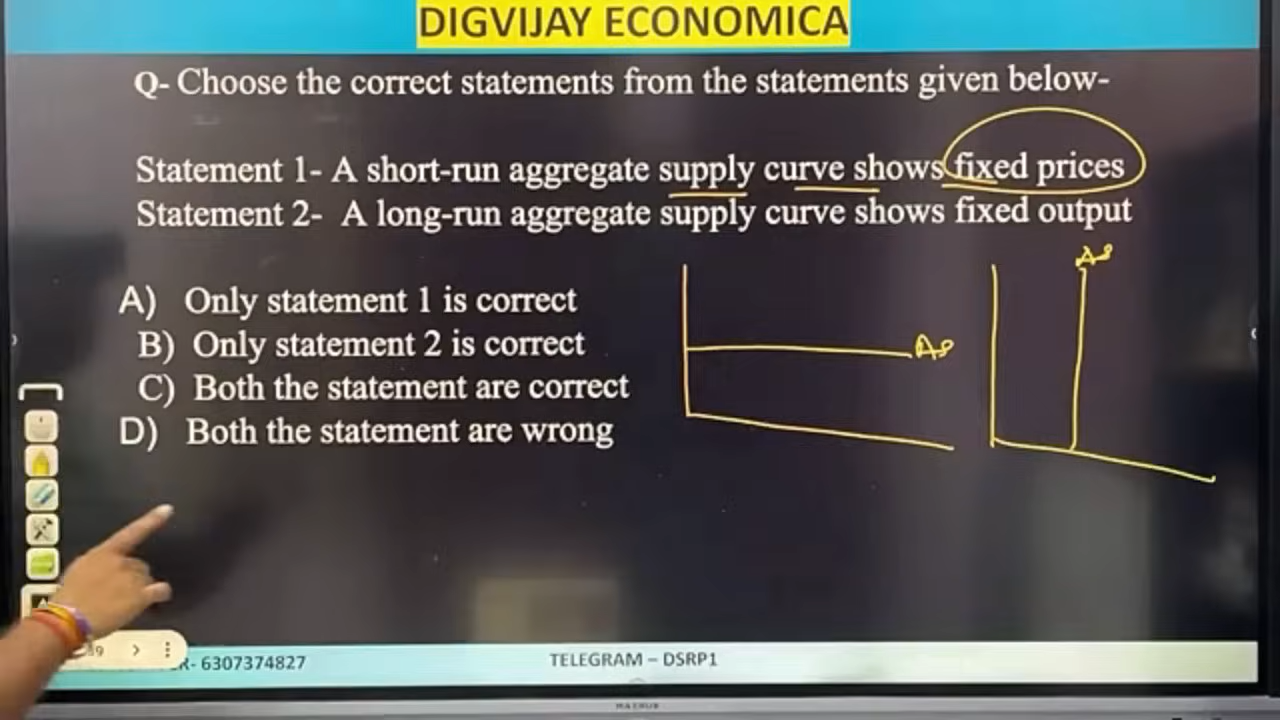 DIGVIJAY ECONOMICA
Q- Choose the correct statements from the statements given below-
Statement 1- A short-run aggregate supply curve shows fixed prices
Statement 2- A long-run aggregate supply curve shows fixed output
A) Only statement 1 is correct
B) Only statement 2 is correct
C) Both the statement are correct
D) Both the statement are wrong
AS
AS
R- 6307374827
TELEGRAM – DSRP1